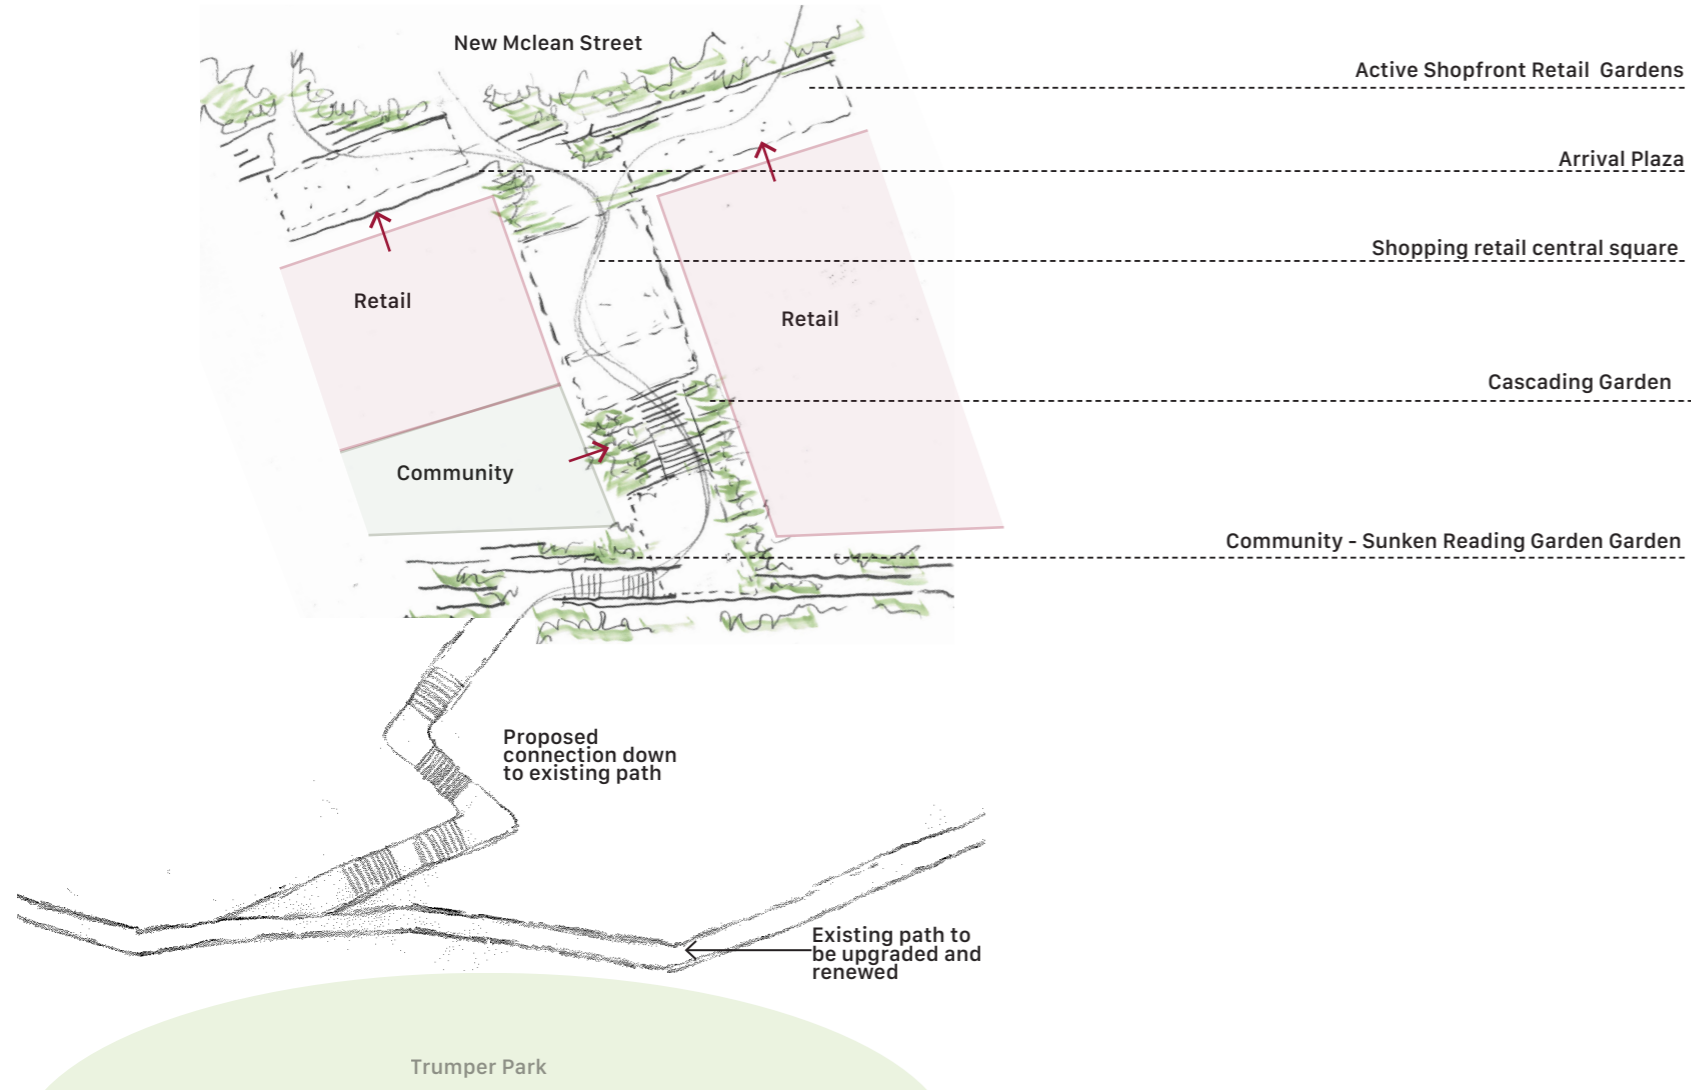 New Mclean Street
Active Shopfront Retail Gardens
Arrival Plaza
Shopping retail central square
Retail
Retail
Cascading Garden
Community
Community - Sunken Reading Garden Garden
Proposed
connection down
to existing path
Existing path to
be upgraded and
renewed
Trumper Park